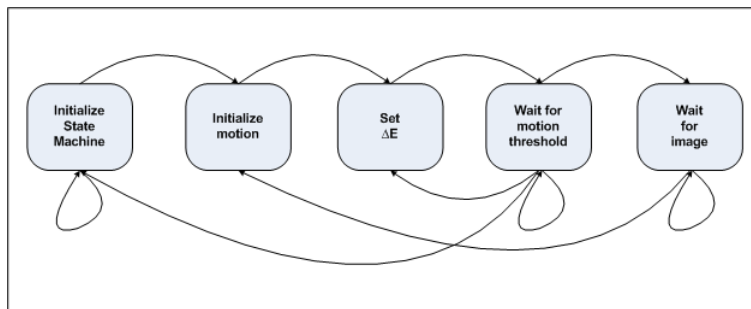 Initialize
State
Machine
Initialize
motion
Set
ΔE
Wait for
motion
threshold
Wait
for
image